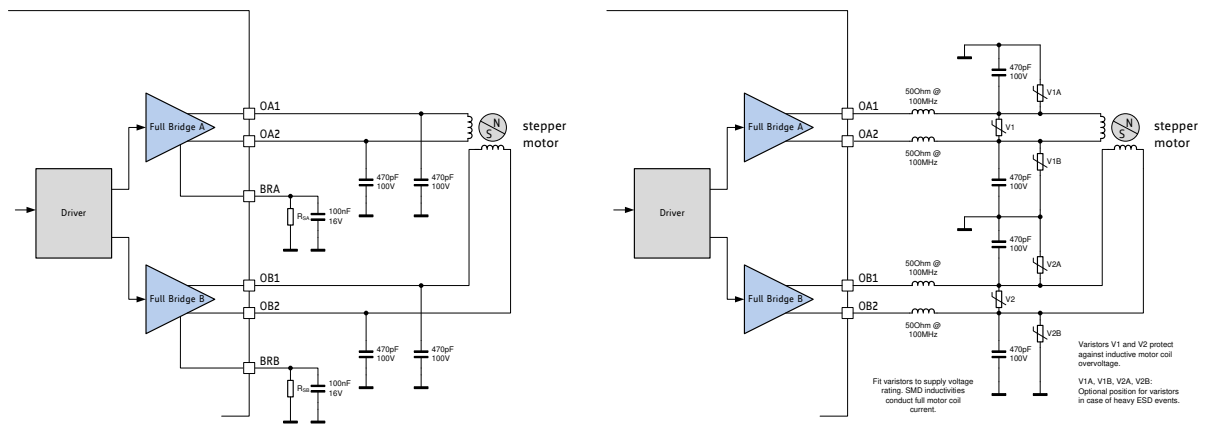 OA1
Full Bridge A
OA2
N
S
stepper
motor
470pF
100V
470pF
100V
BRA
Driver
RSA
100nF
16V
OB1
Full Bridge B
OB2
470pF
100V
470pF
100V
BRB
RSB
100nF
16V
470pF
100V
V1A
50Ohm @
100MHz
OA1
Full Bridge A
V1
OA2
N
S
stepper
motor
50Ohm @
100MHz
V1B
470pF
100V
Driver
470pF
100V
V2A
50Ohm @
100MHz
OB1
Full Bridge B
V2
OB2
50Ohm @
100MHz
V2B
470pF
100V
Varistors V1 and V2 protect
against inductive motor coil
overvoltage.
V1A, V1B, V2A, V2B:
Optional position for varistors
in case of heavy ESD events.
Fit varistors to supply voltage
rating. SMD inductivities
conduct full motor coil
current.